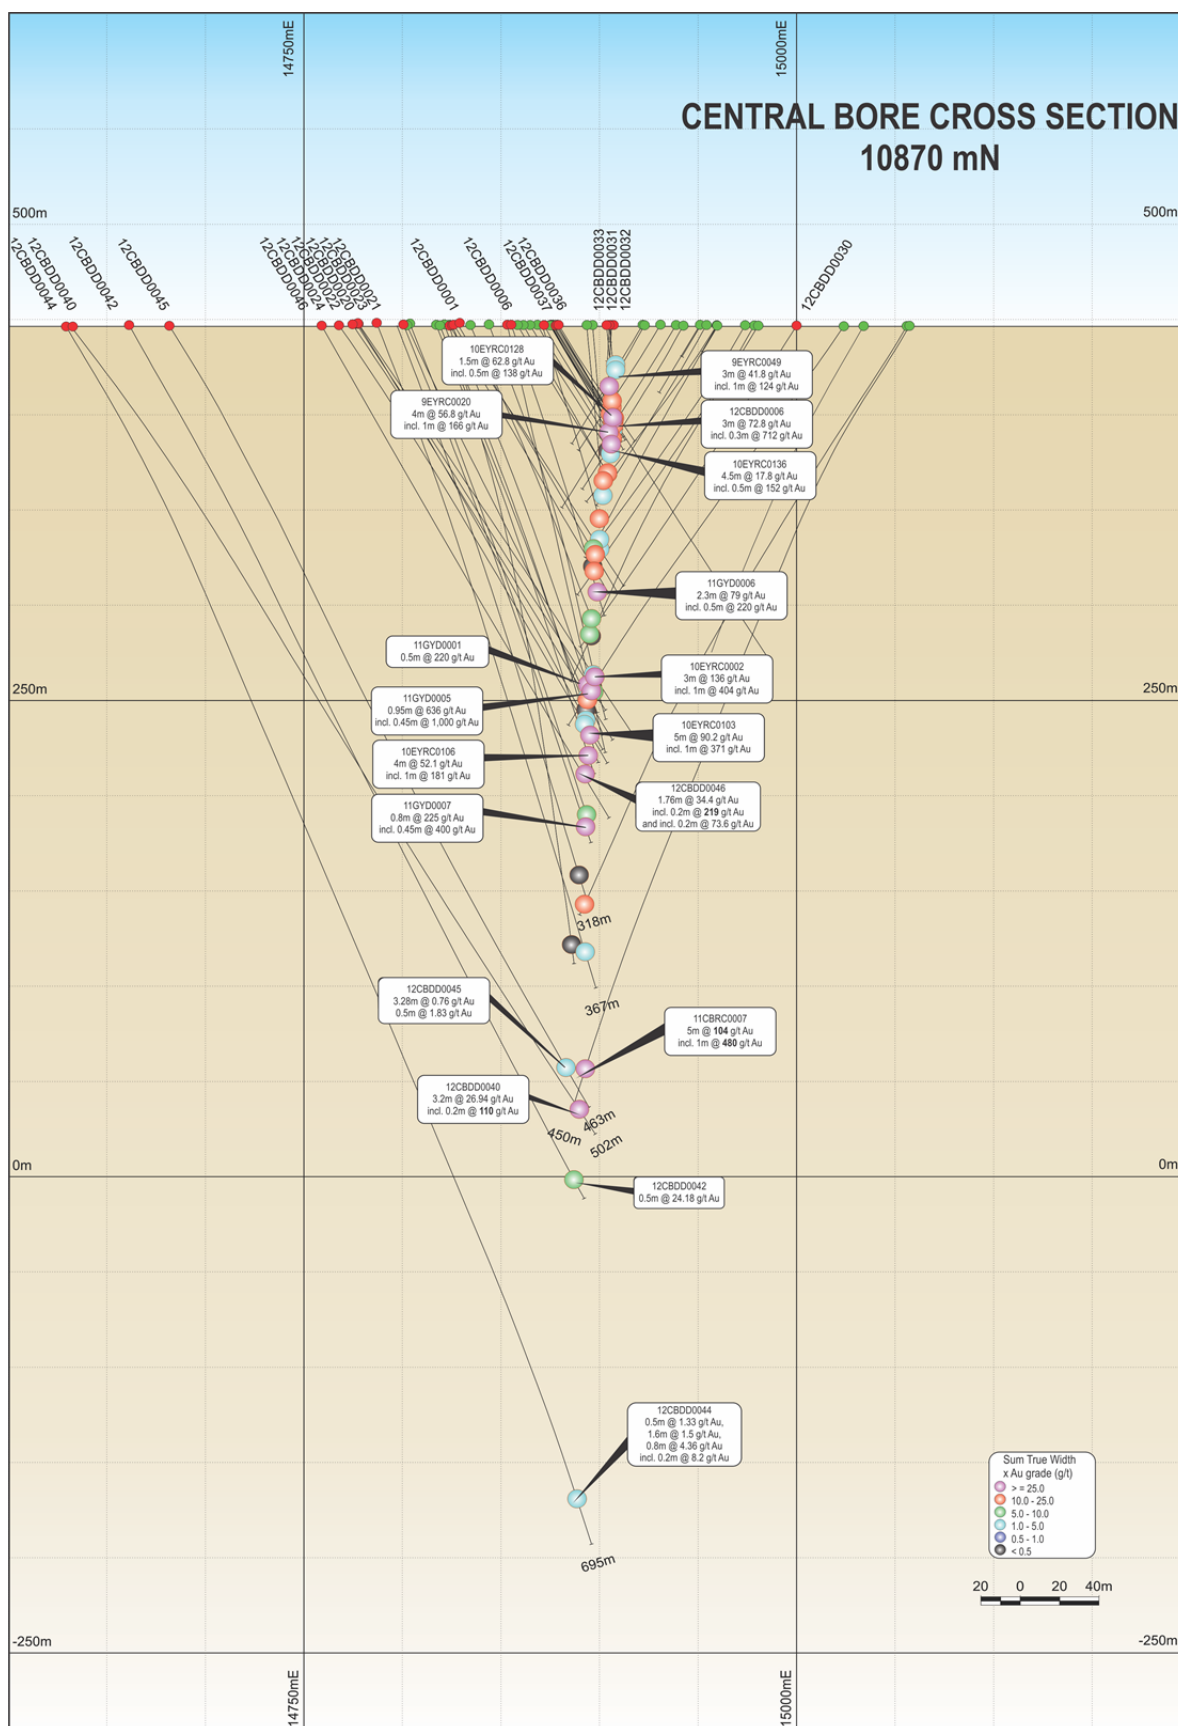 14750mE
15000mE
CENTRAL BORE CROSS SECTION
10870 mN
500m
500m
12CBDD0044
12CBDD0040
12CBDD0042
12CBDD0045
12CBDD0046
12CBDD0024
12CBDD0022
12CBDD0020
12CBDD0023
12CBDD0021
12CBDD0001
12CBDD0006
12CBDD0037
12CBDD0036
12CBDD0033
12CBDD0031
12CBDD0032
12CBDD0030
10EYRC0128
1.5m @ 62.8 g/t Au
incl. 0.5m @ 138 g/t Au
9EYRC0049
3m @ 41.8 g/t Au
incl. 1m @ 124 g/t Au
9EYRC0020
4m @ 56.8 g/t Au
incl. 1m @ 166 g/t Au
12CBDD0006
3m @ 72.8 g/t Au
incl. 0.3m @ 712 g/t Au
10EYRC0136
4.5m @ 17.8 g/t Au
incl. 0.5m @ 152 g/t Au
11GYD0006
2.3m @ 79 g/t Au
incl. 0.5m @ 220 g/t Au
11GYD0001
0.5m @ 220 g/t Au
10EYRC0002
3m @ 136 g/t Au
incl. 1m @ 404 g/t Au
250m
250m
11GYD0005
0.95m @ 636 g/t Au
incl. 0.45m @ 1,000 g/t Au
10EYRC0103
5m @ 90.2 g/t Au
incl. 1m @ 371 g/t Au
10EYRC0106
4m @ 52.1 g/t Au
incl. 1m @ 181 g/t Au
12CBDD0046
1.76m @ 34.4 g/t Au
incl. 0.2m @ 219 g/t Au
and incl. 0.2m @ 73.6 g/t Au
11GYD0007
0.8m @ 225 g/t Au
incl. 0.45m @ 400 g/t Au
318m
367m
12CBDD0045
3.28m @ 0.76 g/t Au
0.5m @ 1.83 g/t Au
11CBRC0007
5m @ 104 g/t Au
incl. 1m @ 480 g/t Au
12CBDD0040
3.2m @ 26.94 g/t Au
incl. 0.2m @ 110 g/t Au
463m
450m
502m
0m
0m
12CBDD0042
0.5m @ 24.18 g/t Au
12CBDD0044
0.5m @ 1.33 g/t Au,
1.6m @ 1.5 g/t Au,
0.8m @ 4.36 g/t Au
incl. 0.2m @ 8.2 g/t Au
695m
Sum True Width
x Au grade (g/t)
> = 25.0
10.0 - 25.0
5.0 - 10.0
1.0 - 5.0
0.5 - 1.0
< 0.5
20 0 20 40m
-250m
-250m
14750mE
15000mE